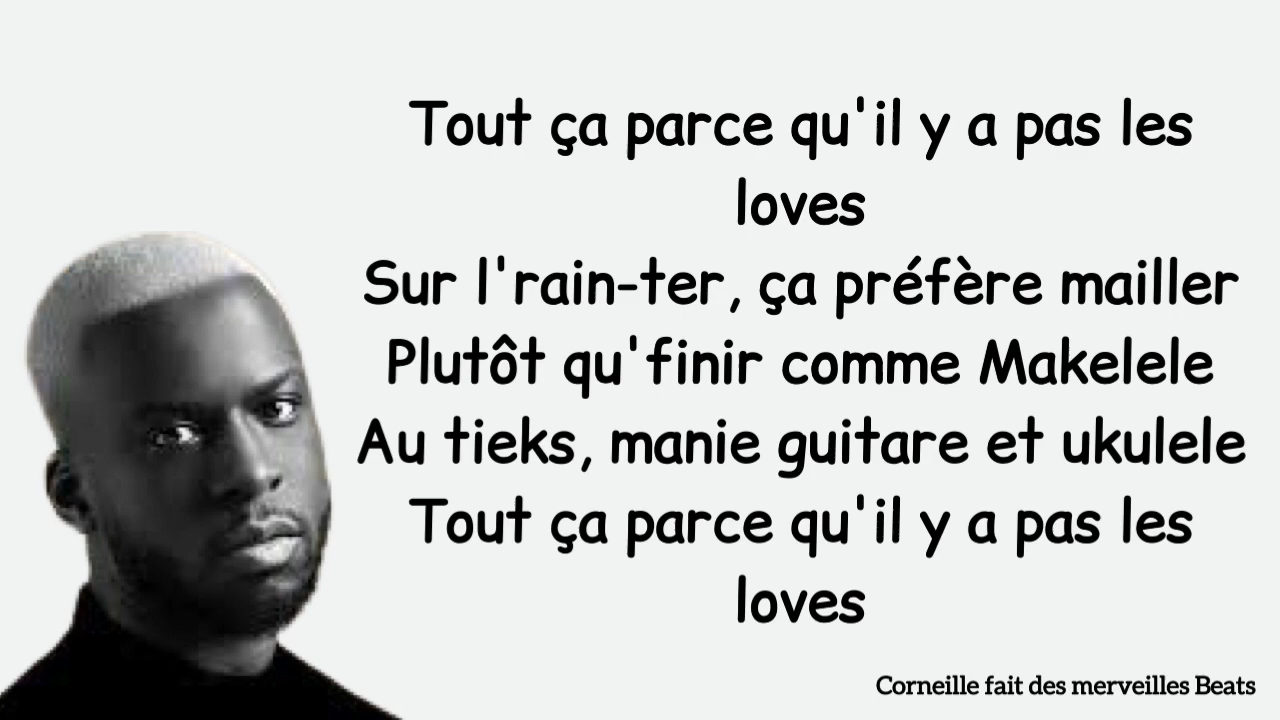 Tout ça parce qu'il y a pas les
loves
Sur l'rain-ter, ça préfère mailler
Plutôt qu'finir comme Makelele
Au tieks, manie guitare et ukulele
Tout ça parce qu'il y a pas les
loves
Corneille fait des merveilles Beats